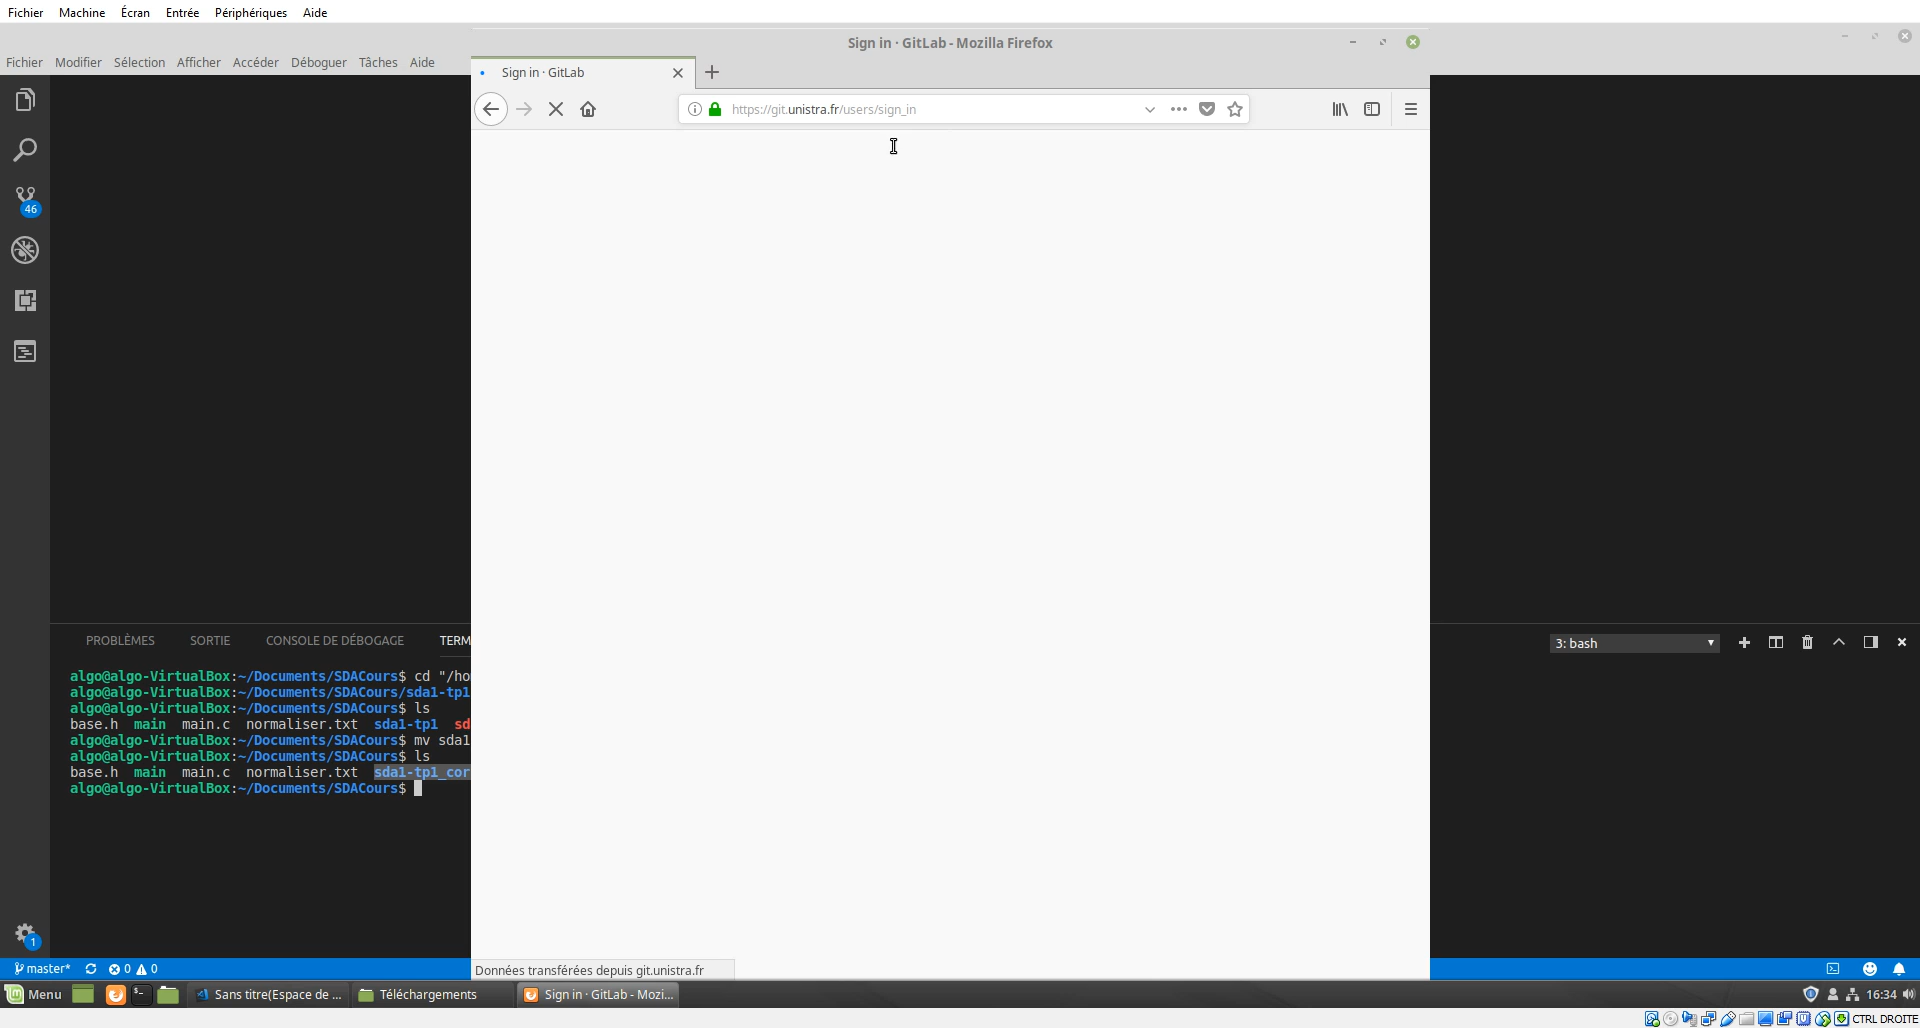 Fichier Machine Écran Entrée Périphériques Aide
Sign in · GitLab - Mozilla Firefox
Fichier Modifier Sélection Afficher Accéder Déboguer Tâches Aide
Sign in · GitLab
https://git.unistra.fr/users/sign_in
46
PROBLÈMES SORTIE CONSOLE DE DÉBOGAGE TERM
3: bash
algo@algo-VirtualBox:~/Documents/SDACours$ cd "/ho
algo@algo-VirtualBox:~/Documents/SDACours/sda1-tp1
algo@algo-VirtualBox:~/Documents/SDACours$ ls
base.h main main.c normaliser.txt sda1-tp1 sd
algo@algo-VirtualBox:~/Documents/SDACours$ mv sda1
algo@algo-VirtualBox:~/Documents/SDACours$ ls
base.h main main.c normaliser.txt sda1-tp1_cor
algo@algo-VirtualBox:~/Documents/SDACours$
1
master* 0 0
Données transférées depuis git.unistra.fr
Menu Sans titre(Espace de ... Téléchargements Sign in · GitLab - Mozi... 16:34
CTRL DROITE